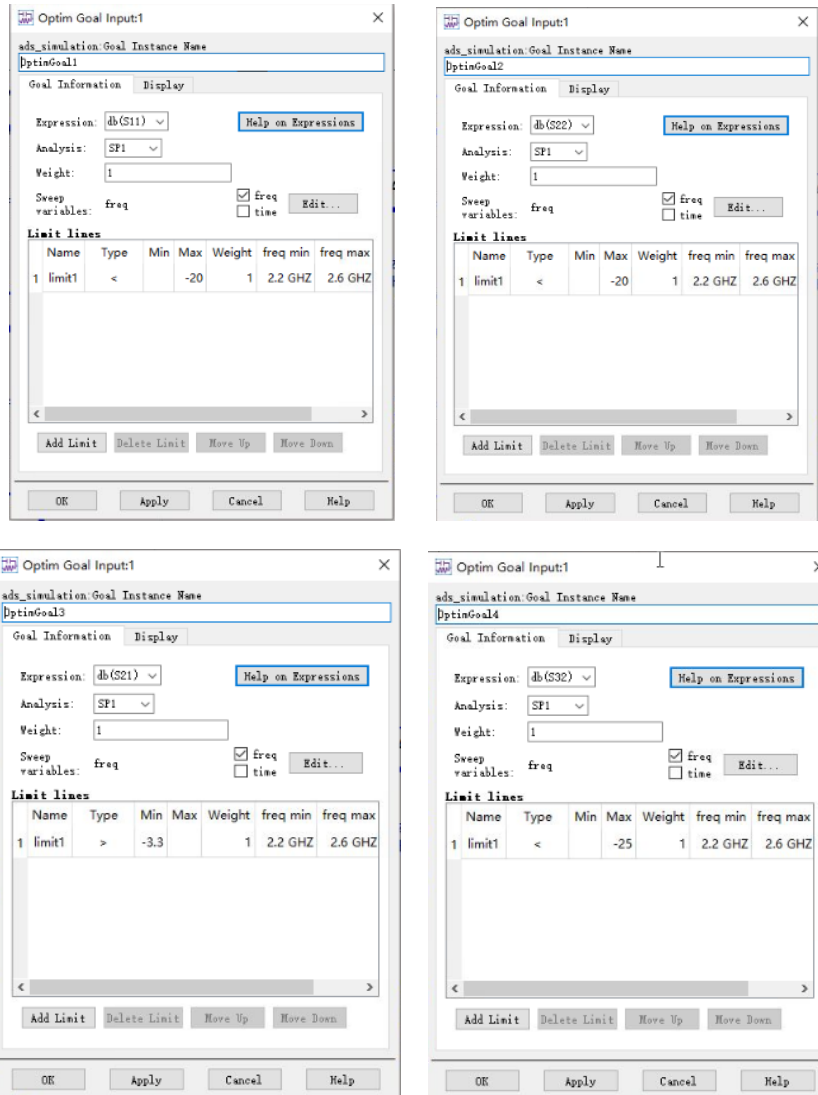 Optim Goal Input:1
ads_simulation:Goal Instance Name
OptimGoal1
Goal Information Display
Expression: db(S11) Help on Expressions
Analysis: SP1
Weight: 1
Sweep variables: freq freq time Edit...
Limit lines
Name Type Min Max Weight freq min freq max
1 limit1 < -20 1 2.2 GHZ 2.6 GHZ
Add Limit Delete Limit Move Up Move Down
OK Apply Cancel Help
Optim Goal Input:1
ads_simulation:Goal Instance Name
OptimGoal2
Goal Information Display
Expression: db(S22) Help on Expressions
Analysis: SP1
Weight: 1
Sweep variables: freq freq time Edit...
Limit lines
Name Type Min Max Weight freq min freq max
1 limit1 < -20 1 2.2 GHZ 2.6 GHZ
Add Limit Delete Limit Move Up Move Down
OK Apply Cancel Help
Optim Goal Input:1
ads_simulation:Goal Instance Name
OptimGoal3
Goal Information Display
Expression: db(S21) Help on Expressions
Analysis: SP1
Weight: 1
Sweep variables: freq freq time Edit...
Limit lines
Name Type Min Max Weight freq min freq max
1 limit1 > -3.3 1 2.2 GHZ 2.6 GHZ
Add Limit Delete Limit Move Up Move Down
OK Apply Cancel Help
Optim Goal Input:1
ads_simulation:Goal Instance Name
OptimGoal4
Goal Information Display
Expression: db(S32) Help on Expressions
Analysis: SP1
Weight: 1
Sweep variables: freq freq time Edit...
Limit lines
Name Type Min Max Weight freq min freq max
1 limit1 < -25 1 2.2 GHZ 2.6 GHZ
Add Limit Delete Limit Move Up Move Down
OK Apply Cancel Help